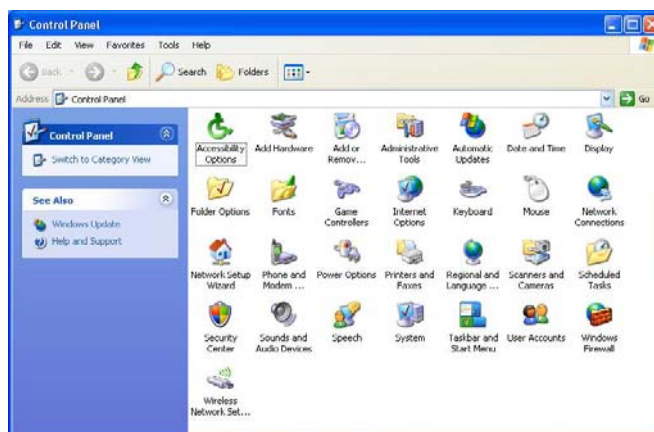 Control Panel
File Edit View Favorites Tools Help
Back Search Folders
Address Control Panel Go
Control Panel
Switch to Category View
See Also
Windows Update
Help and Support
Accessibility Options
Add Hardware
Add or Remov...
Administrative Tools
Automatic Updates
Date and Time
Display
Folder Options
Fonts
Game Controllers
Internet Options
Keyboard
Mouse
Network Connections
Network Setup Wizard
Phone and Modem ...
Power Options
Printers and Faxes
Regional and Language ...
Scanners and Cameras
Scheduled Tasks
Security Center
Sounds and Audio Devices
Speech
System
Taskbar and Start Menu
User Accounts
Windows Firewall
Wireless Network Set...